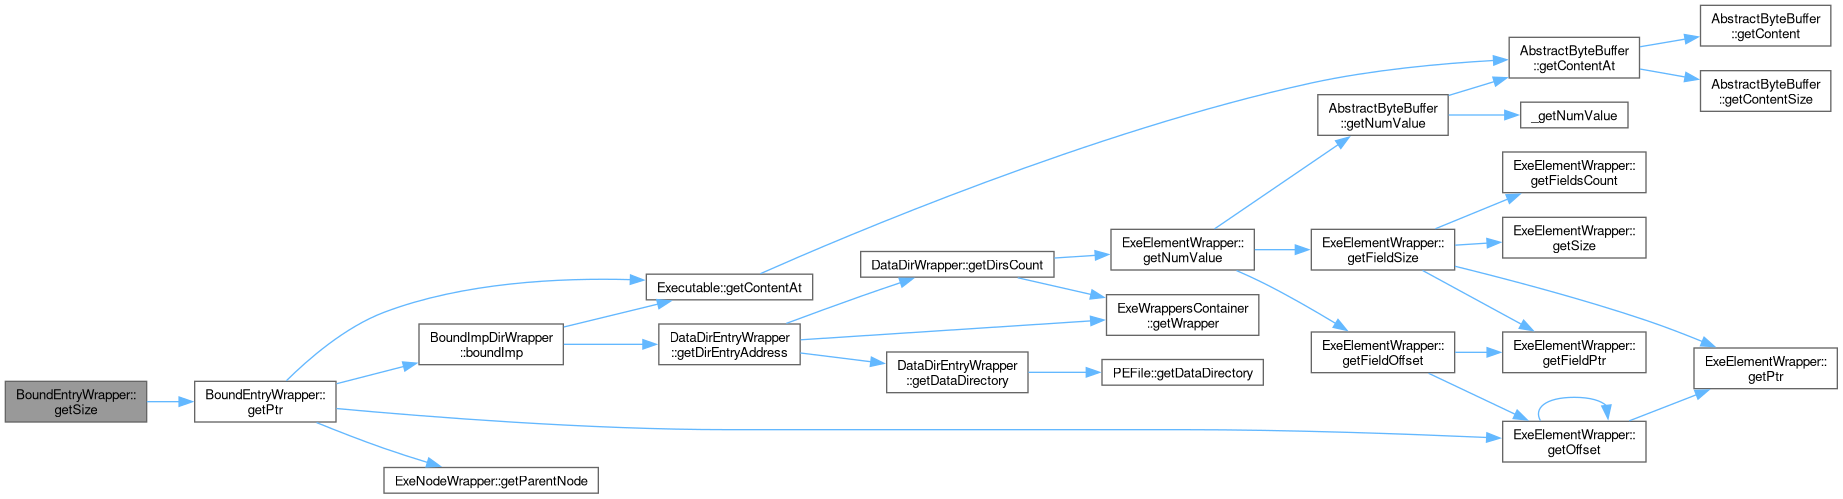 BoundEntryWrapper::
getSize
BoundEntryWrapper::
getPtr
Executable::getContentAt
BoundImpDirWrapper
::boundImp
ExeNodeWrapper::getParentNode
DataDirEntryWrapper
::getDirEntryAddress
DataDirWrapper::getDirsCount
DataDirEntryWrapper
::getDataDirectory
ExeElementWrapper::
getNumValue
ExeWrappersContainer
::getWrapper
PEFile::getDataDirectory
AbstractByteBuffer
::getNumValue
ExeElementWrapper::
getFieldSize
ExeElementWrapper::
getFieldOffset
AbstractByteBuffer
::getContentAt
_getNumValue
ExeElementWrapper::
getFieldsCount
ExeElementWrapper::
getSize
ExeElementWrapper::
getFieldPtr
ExeElementWrapper::
getOffset
AbstractByteBuffer
::getContent
AbstractByteBuffer
::getContentSize
ExeElementWrapper::
getPtr